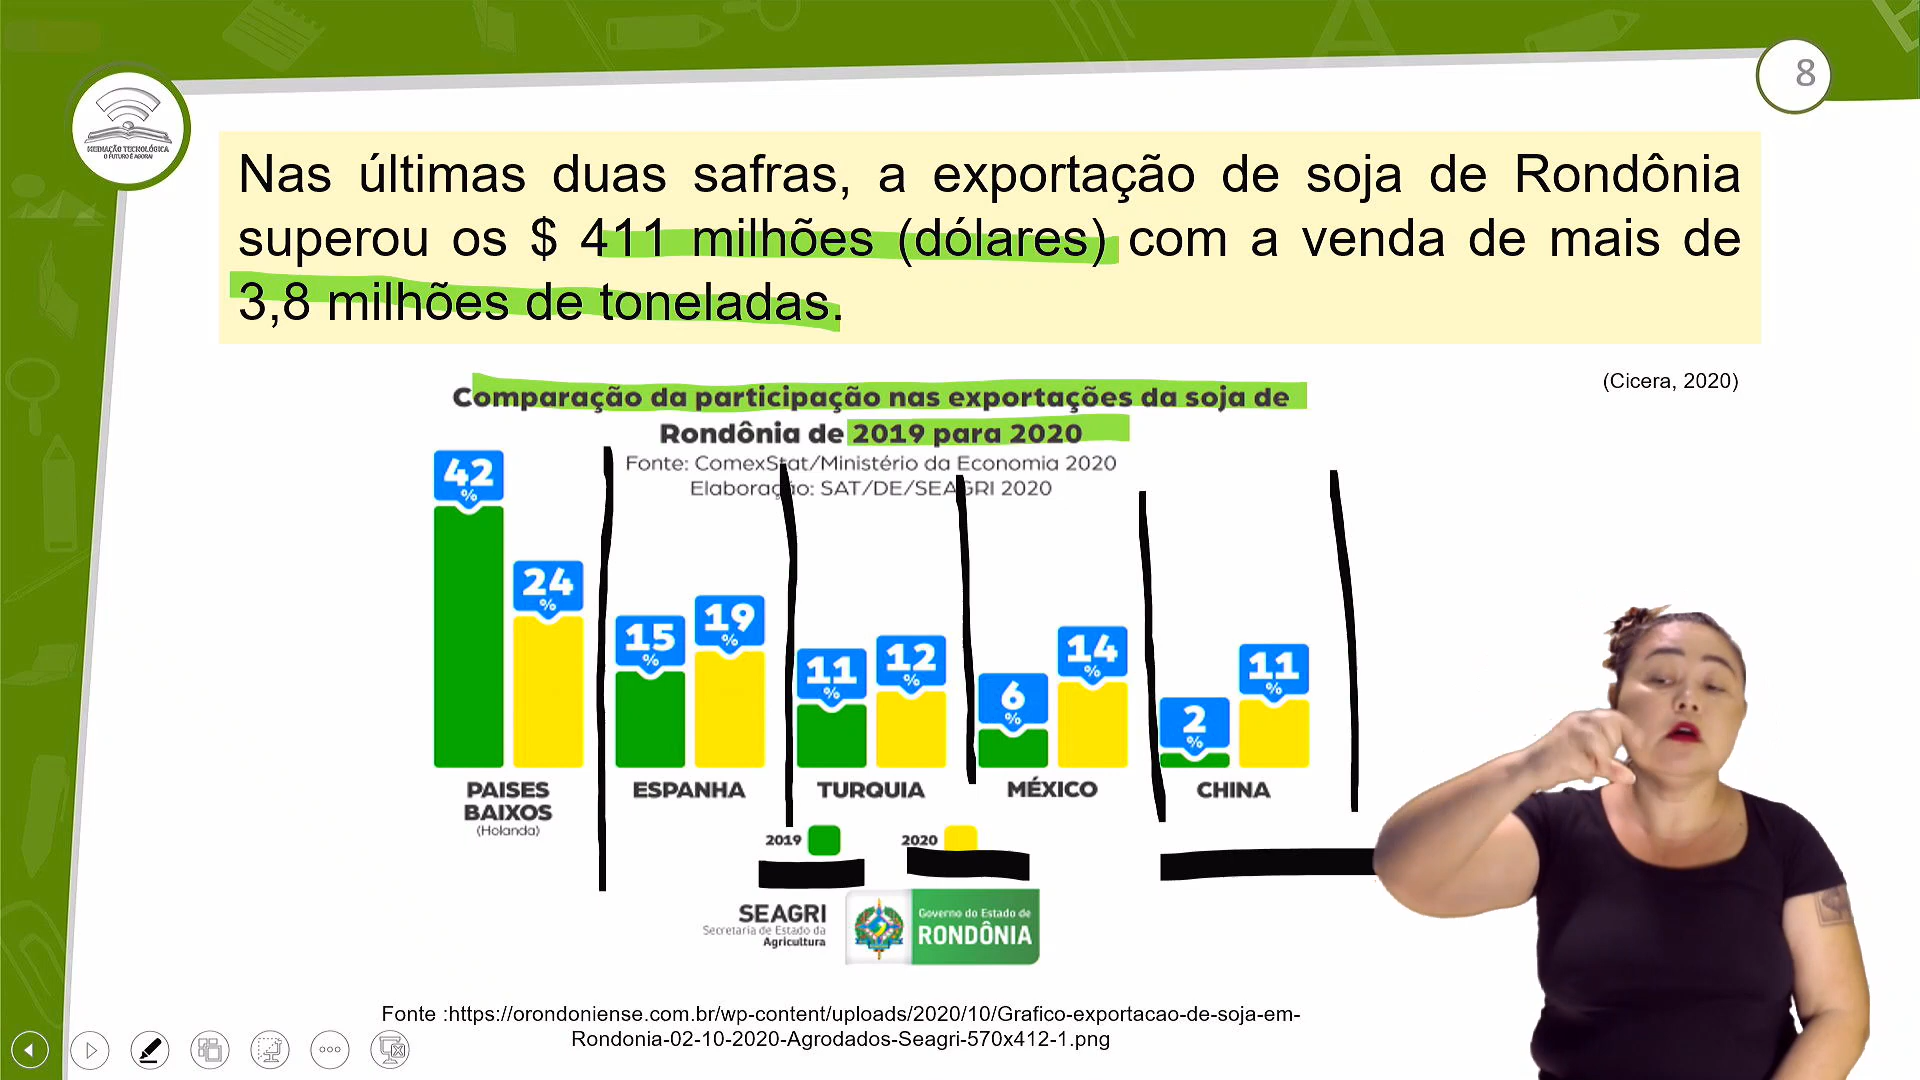 8
MEDIAÇÃO TECNOLÓGICA
O FUTURO É AGORA!
Nas últimas duas safras, a exportação de soja de Rondônia
superou os $ 411 milhões (dólares) com a venda de mais de
3,8 milhões de toneladas.
(Cicera, 2020)
Comparação da participação nas exportações da soja de
Rondônia de 2019 para 2020
Fonte: ComexStat/Ministério da Economia 2020
Elaboração: SAT/DE/SEAGRI 2020
42 %
24 %
15 %
19 %
11 %
12 %
6 %
14 %
2 %
11 %
PAISES
BAIXOS
(Holanda)
ESPANHA
TURQUIA
MÉXICO
CHINA
2019
2020
SEAGRI
Secretaria de Estado da
Agricultura
Governo do Estado de
RONDÔNIA
Fonte :https://orondoniense.com.br/wp-content/uploads/2020/10/Grafico-exportacao-de-soja-em-
Rondonia-02-10-2020-Agrodados-Seagri-570x412-1.png